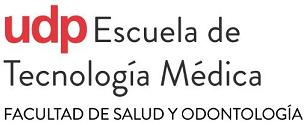 udp Escuela de
Tecnología Médica
FACULTAD DE SALUD Y ODONTOLOGÍA